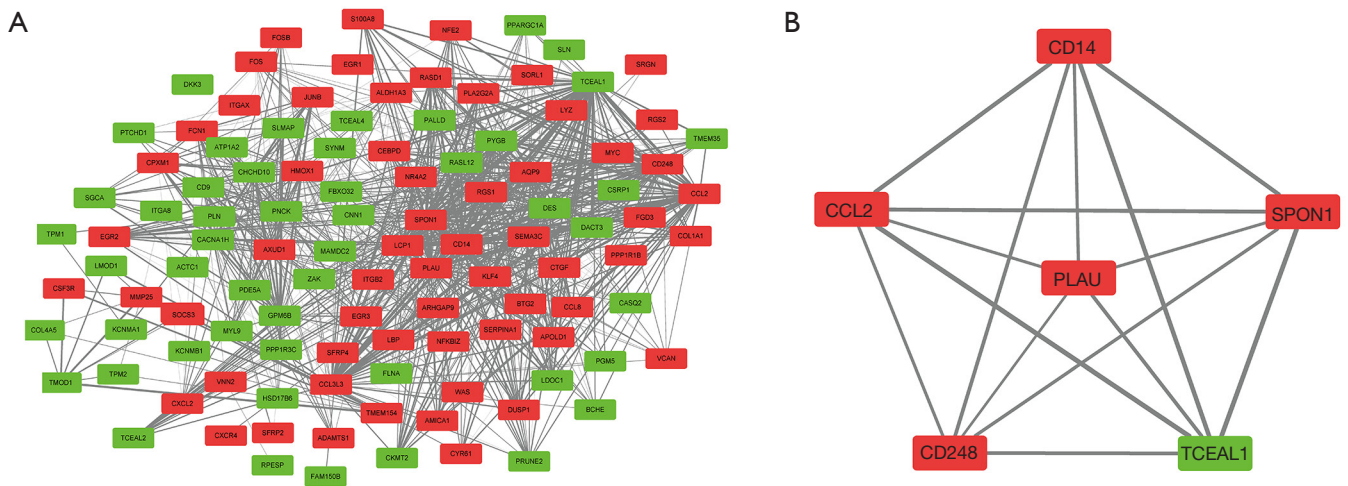 A
S100A8
PPARGC1A
NFE2
FOSB
SLN
FOS
EGR1
RASD1
SORL1
SRGN
DKK3
TCEAL1
ALDH1A3
PLA2G2A
JUNB
ITGAX
LYZ
TCEAL4
PALLD
RGS2
PTCHD1
FCN1
SLMAP
TMEM35
ATP1A2
SYNM
CEBPD
PYGB
MYC
CPXM1
RASL12
CD248
CHCHD10
HMOX1
NR4A2
AQP9
CD9
FBXO32
RGS1
CSRP1
CCL2
SGCA
ITGA8
PLN
PNCK
CNN1
DES
SPON1
FGD3
TPM1
EGR2
CACNA1H
DACT3
COL1A1
AXUD1
MAMDC2
LCP1
CD14
SEMA3C
PPP1R1B
LMOD1
ACTC1
PLAU
CTGF
ZAK
ITGB2
KLF4
CSF3R
MMP25
PDE5A
SOCS3
GPM6B
ARHGAP9
BTG2
CCL8
CASQ2
COL4A5
KCNMA1
MYL9
EGR3
SERPINA1
LBP
NFKBIZ
APOLD1
KCNMB1
PPP1R3C
SFRP4
VCAN
PGM5
TMOD1
TPM2
VNN2
CCL3L3
FLNA
LDOC1
WAS
CXCL2
HSD17B6
TMEM154
DUSP1
BCHE
AMICA1
TCEAL2
CXCR4
SFRP2
ADAMTS1
CYR61
CKMT2
PRUNE2
RPESP
FAM150B
B
CD14
CCL2
SPON1
PLAU
CD248
TCEAL1